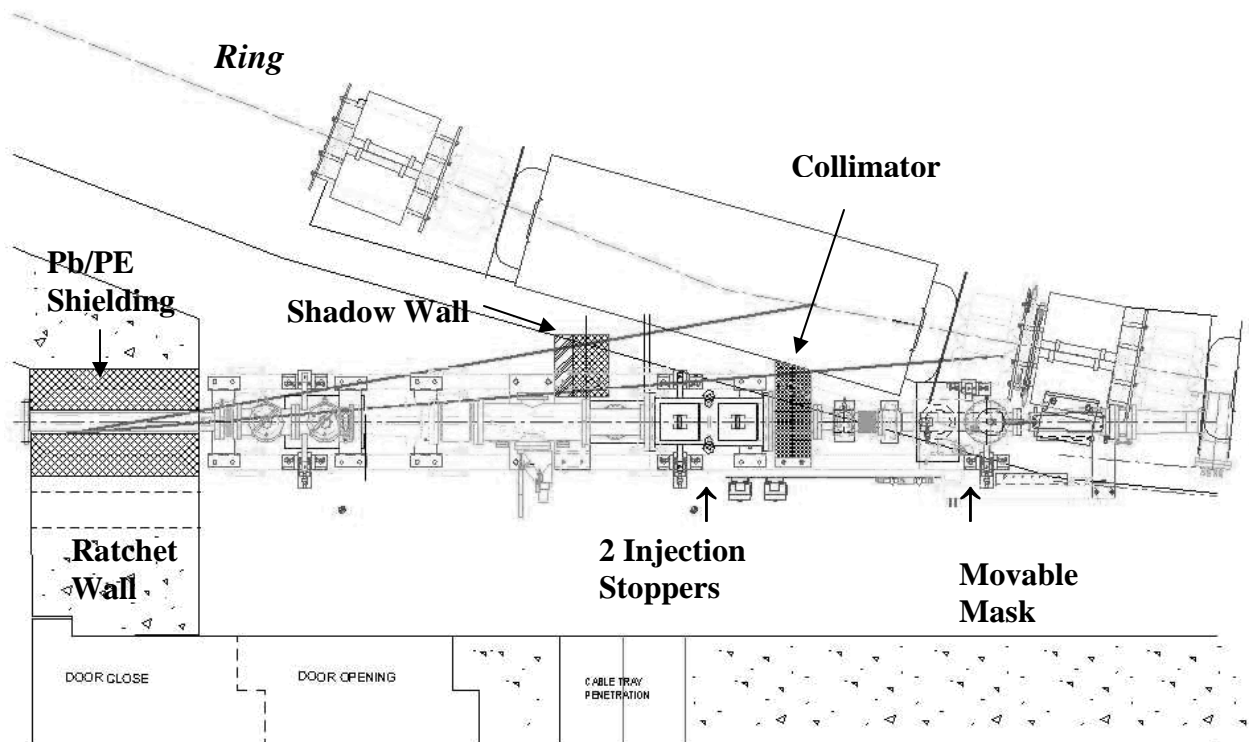 Ring
Collimator
Pb/PE
Shielding
Shadow Wall
Ratchet
Wall
2 Injection
Stoppers
Movable
Mask
DOOR CLOSE
DOOR OPENING
CABLE TRAY
PENETRATION